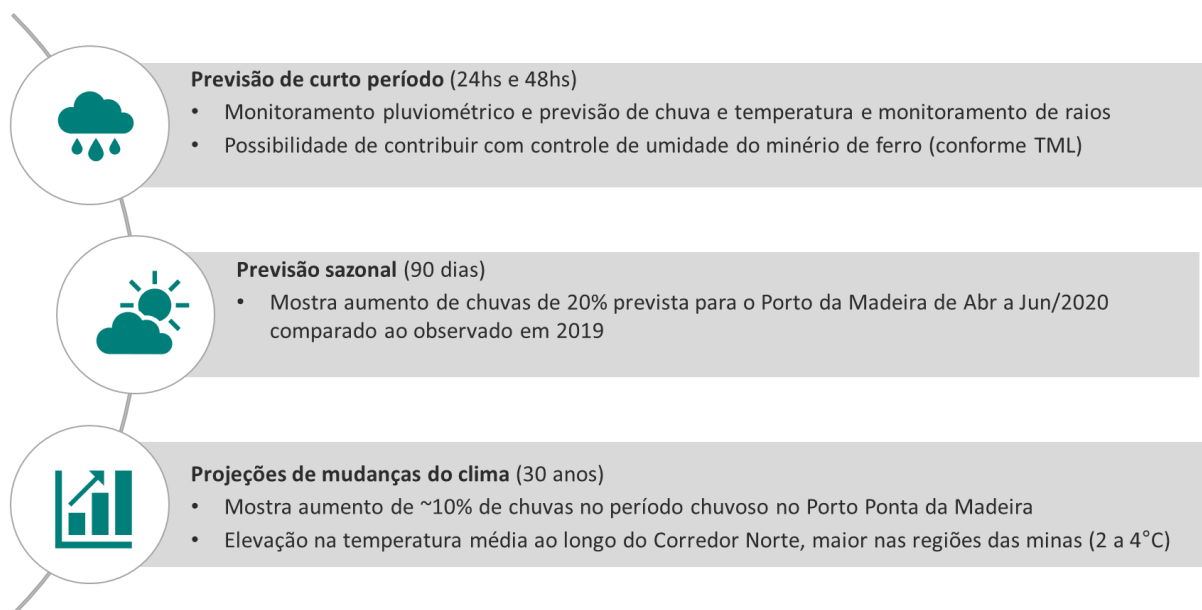 Previsão de curto período (24hs e 48hs)
• Monitoramento pluviométrico e previsão de chuva e temperatura e monitoramento de raios
• Possibilidade de contribuir com controle de umidade do minério de ferro (conforme TML)
Previsão sazonal (90 dias)
• Mostra aumento de chuvas de 20% prevista para o Porto da Madeira de Abr a Jun/2020
comparado ao observado em 2019
Projeções de mudanças do clima (30 anos)
• Mostra aumento de ~10% de chuvas no período chuvoso no Porto Ponta da Madeira
• Elevação na temperatura média ao longo do Corredor Norte, maior nas regiões das minas (2 a 4°C)